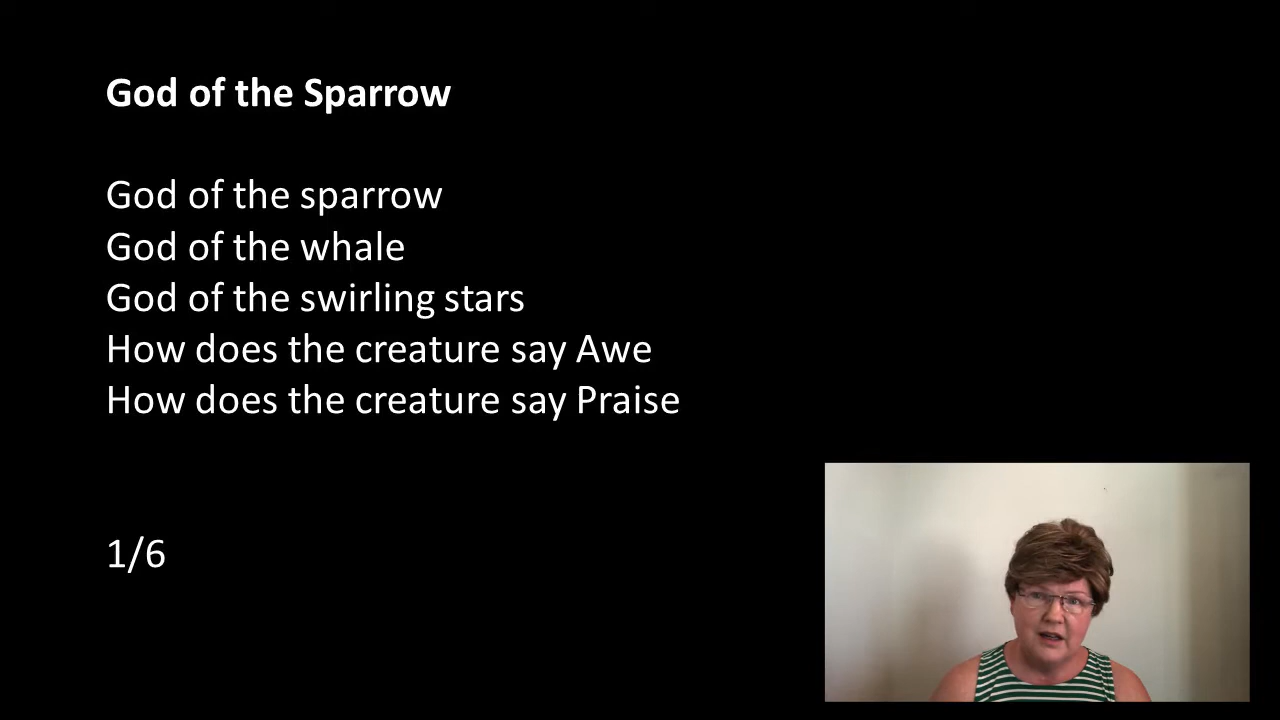 God of the Sparrow
God of the sparrow
God of the whale
God of the swirling stars
How does the creature say Awe
How does the creature say Praise
1/6